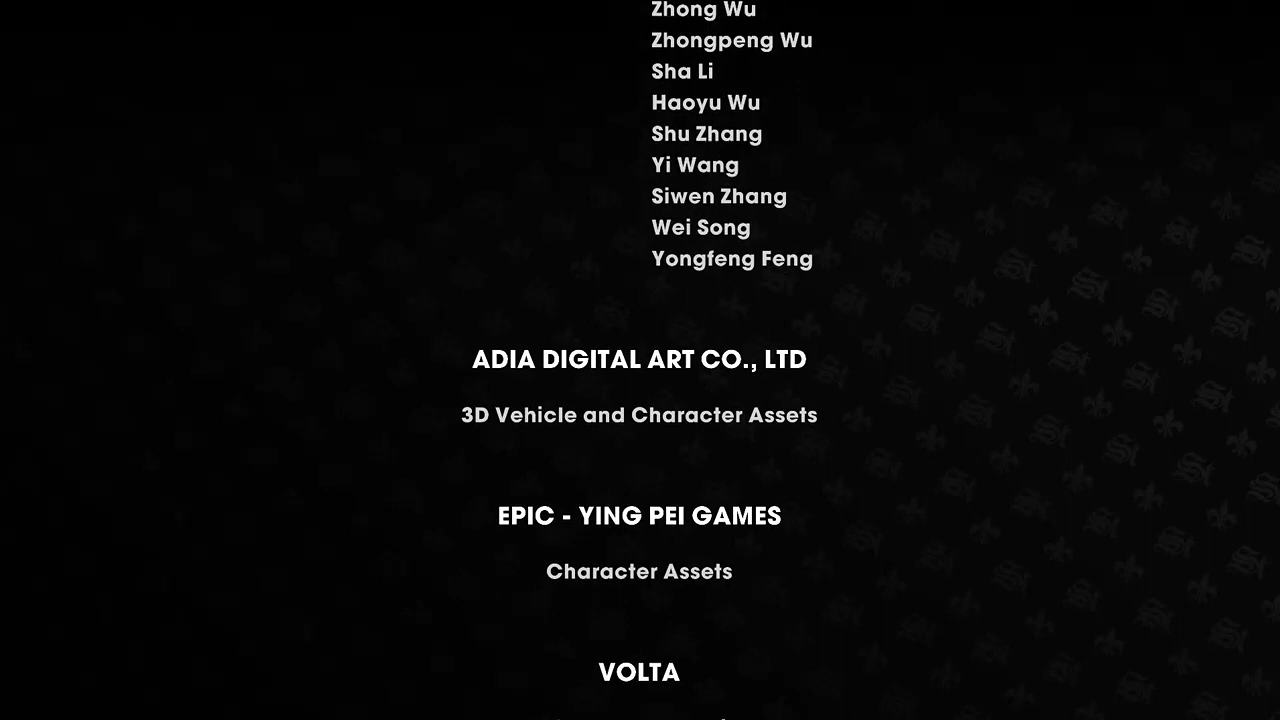 Zhong Wu
Zhongpeng Wu
Sha Li
Haoyu Wu
Shu Zhang
Yi Wang
Siwen Zhang
Wei Song
Yongfeng Feng
ADIA DIGITAL ART CO., LTD
3D Vehicle and Character Assets
EPIC - YING PEI GAMES
Character Assets
VOLTA